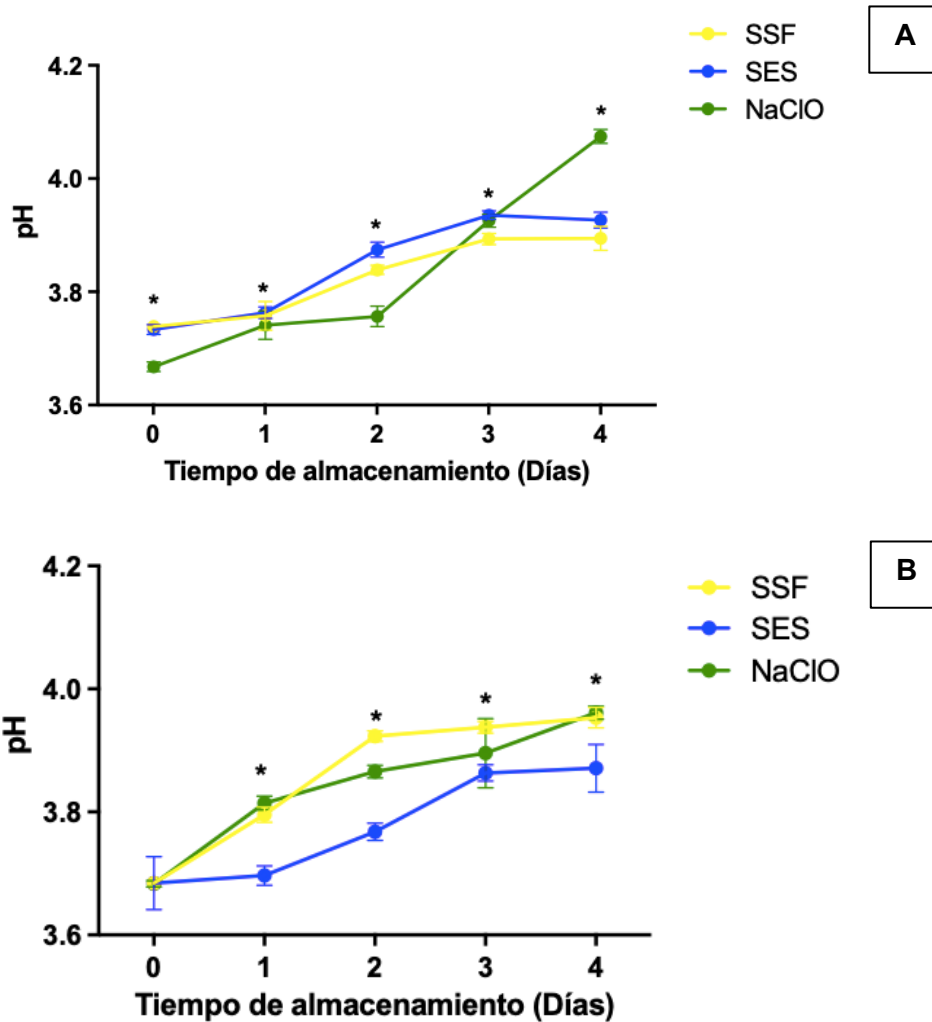 A
SSF
SES
NaClO
4.2
4.0
3.8
3.6
pH
* * * * *
0 1 2 3 4
Tiempo de almacenamiento (Días)
B
SSF
SES
NaClO
4.2
4.0
3.8
3.6
pH
* * * *
0 1 2 3 4
Tiempo de almacenamiento (Días)